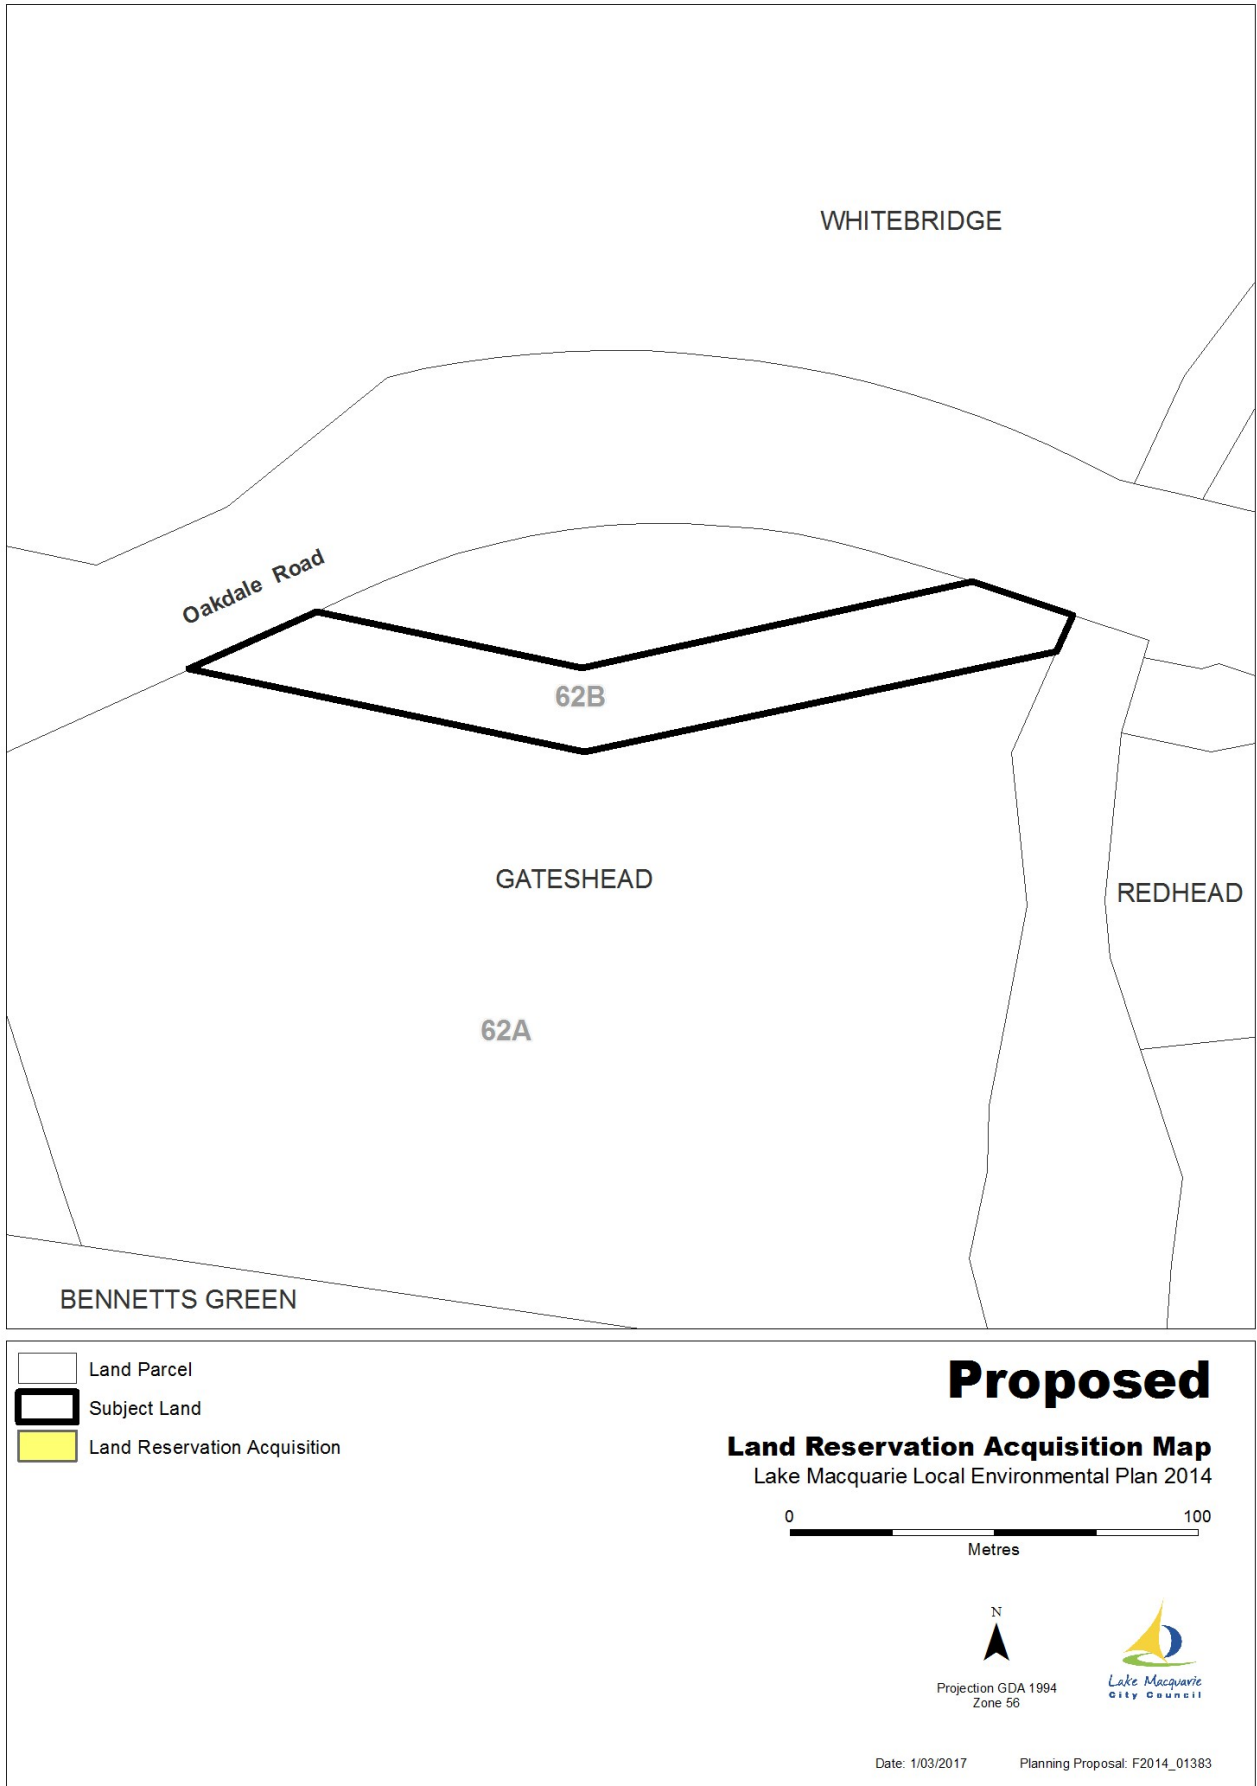 WHITEBRIDGE
Oakdale Road
62B
GATESHEAD
REDHEAD
62A
BENNETTS GREEN
Land Parcel
Subject Land
Land Reservation Acquisition
Proposed
Land Reservation Acquisition Map
Lake Macquarie Local Environmental Plan 2014
0 100
Metres
N
Projection GDA 1994
Zone 56
Lake Macquarie
City Council
Date: 1/03/2017 Planning Proposal: F2014_01383